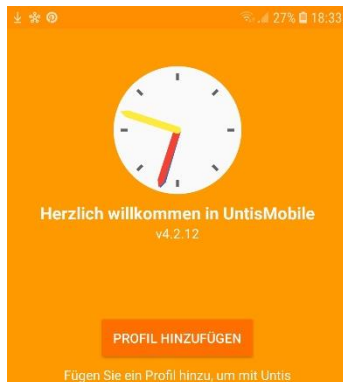 27% 18:33
Herzlich willkommen in UntisMobile
v4.2.12
PROFIL HINZUFÜGEN
Fügen Sie ein Profil hinzu, um mit Untis